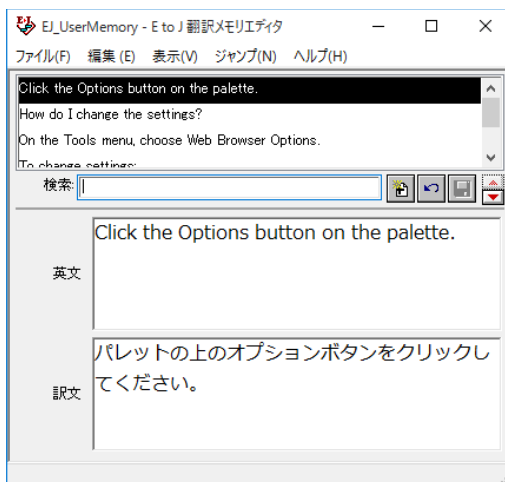 EJ_UserMemory - E to J 翻訳メモリエディタ
ファイル(F) 編集(E) 表示(V) ジャンプ(N) ヘルプ(H)
Click the Options button on the palette.
How do I change the settings?
On the Tools menu, choose Web Browser Options.
To change settings:
検索:
英文
Click the Options button on the palette.
訳文
パレットの上のオプションボタンをクリックし
てください。